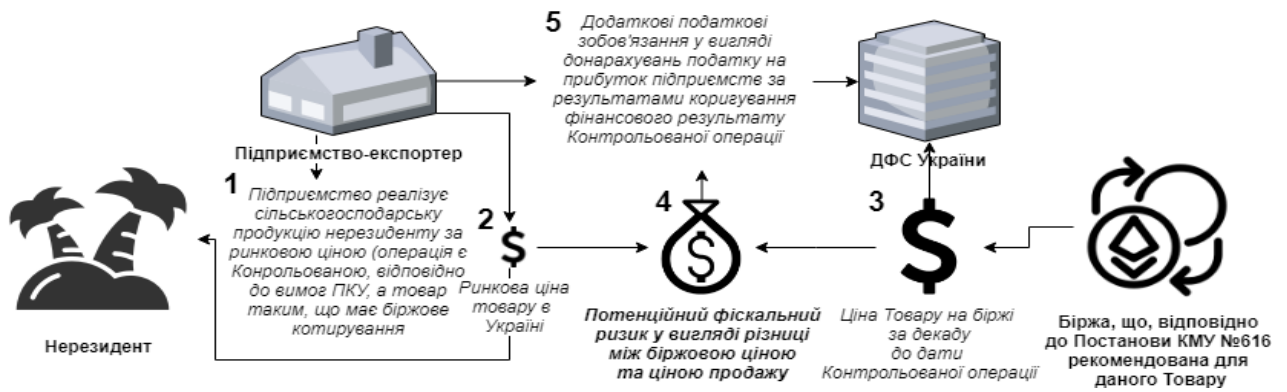 5
Додаткові податкові
зобов'язання у вигляді
донарахувань податку на
прибуток підприємств за
результатами коригування
фінансового результату
Контрольованої операції
Підприємство-експортер
ДФС України
1
Підприємство реалізує
сільськогосподарську
продукцію нерезиденту за
ринковою ціною (операція є
Конрольованою, відповідно
до вимог ПКУ, а товар
таким, що має біржове
котирування
Нерезидент
2
$
Ринкова ціна
товару в
Україні
4
$
Потенційний фіскальний
ризик у вигляді різниці
між біржовою ціною
та ціною продажу
3
$
Ціна Товару на біржі
за декаду
до дати
Контрольованої операції
Біржа, що, відповідно
до Постанови КМУ №616
рекомендована для
даного Товару